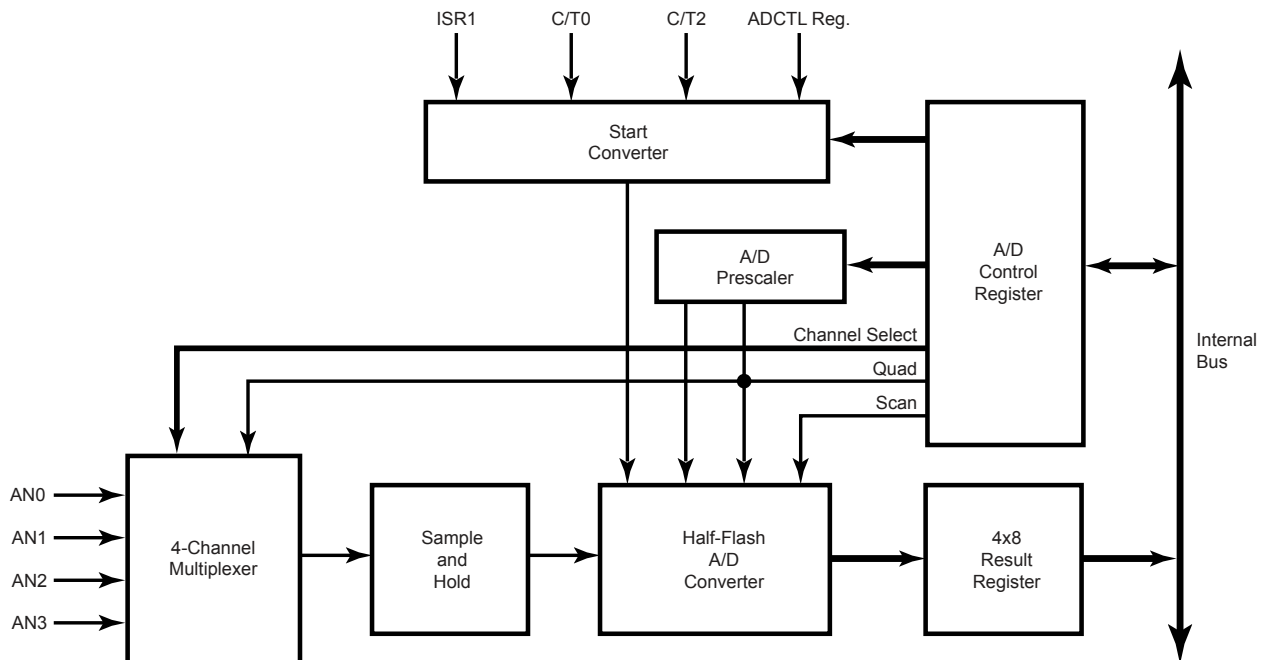 ISR1
C/T0
C/T2
ADCTL Reg.
Start
Converter
A/D
Prescaler
A/D
Control
Register
Channel Select
Quad
Scan
Internal
Bus
AN0
AN1
AN2
AN3
4-Channel
Multiplexer
Sample
and
Hold
Half-Flash
A/D
Converter
4x8
Result
Register